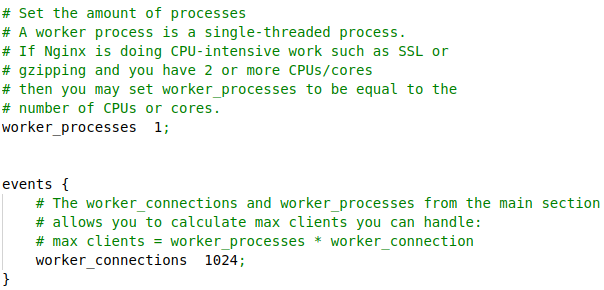 # Set the amount of processes
# A worker process is a single-threaded process.
# If Nginx is doing CPU-intensive work such as SSL or
# gzipping and you have 2 or more CPUs/cores
# then you may set worker_processes to be equal to the
# number of CPUs or cores.
worker_processes  1;
events {
    # The worker_connections and worker_processes from the main section
    # allows you to calculate max clients you can handle:
    # max clients = worker_processes * worker_connection
    worker_connections  1024;
}